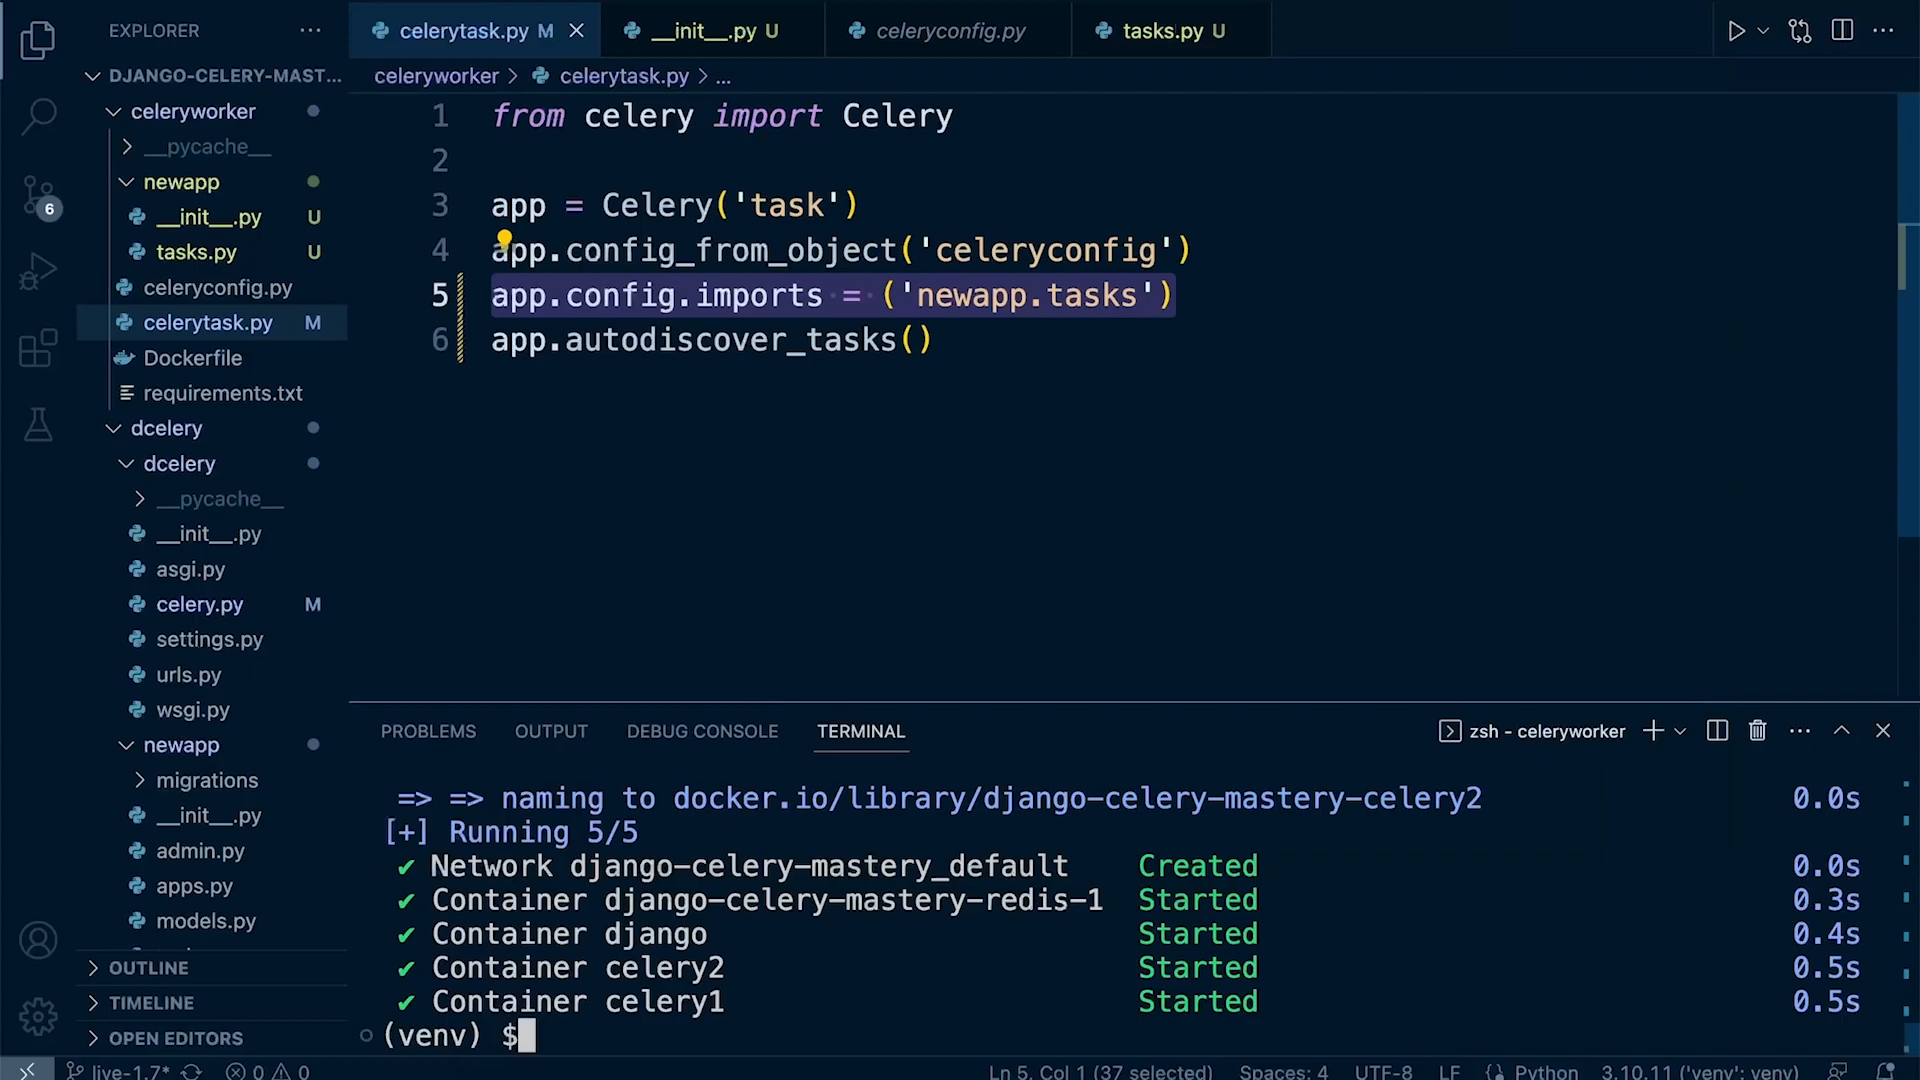 EXPLORER
DJANGO-CELERY-MAST...
celeryworker
__pycache__
newapp
__init__.py U
tasks.py U
celeryconfig.py
celerytask.py M
Dockerfile
requirements.txt
dcelery
dcelery
__pycache__
__init__.py
asgi.py
celery.py M
settings.py
urls.py
wsgi.py
newapp
migrations
__init__.py
admin.py
apps.py
models.py
OUTLINE
TIMELINE
OPEN EDITORS
6
celerytask.py M
__init__.py U
celeryconfig.py
tasks.py U
celeryworker > celerytask.py > ...
1 from celery import Celery
2
3 app = Celery('task')
4 app.config_from_object('celeryconfig')
5 app.config.imports = ('newapp.tasks')
6 app.autodiscover_tasks()
PROBLEMS OUTPUT DEBUG CONSOLE TERMINAL
zsh - celeryworker
=> => naming to docker.io/library/django-celery-mastery-celery2 0.0s
[+] Running 5/5
✔ Network django-celery-mastery_default Created 0.0s
✔ Container django-celery-mastery-redis-1 Started 0.3s
✔ Container django Started 0.4s
✔ Container celery2 Started 0.5s
✔ Container celery1 Started 0.5s
(venv) $
live-1.7* 0 0
Ln 5, Col 1 (37 selected) Spaces: 4 UTF-8 LF Python 3.10.11 ('venv': venv)